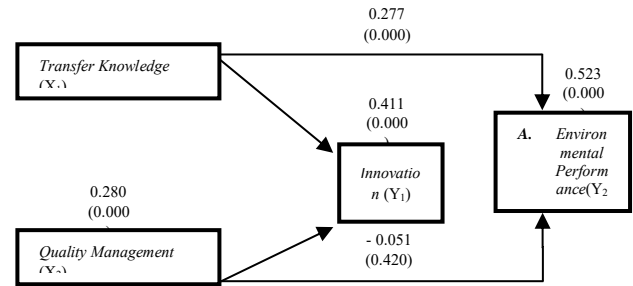 0.277
(0.000)
Transfer Knowledge
0.523
(0.000
)
0.411
(0.000
)
A. Environ
mental
Perform
ance(Y₂
Innovatio
n (Y₁)
0.280
(0.000
)
- 0.051
(0.420)
Quality Management